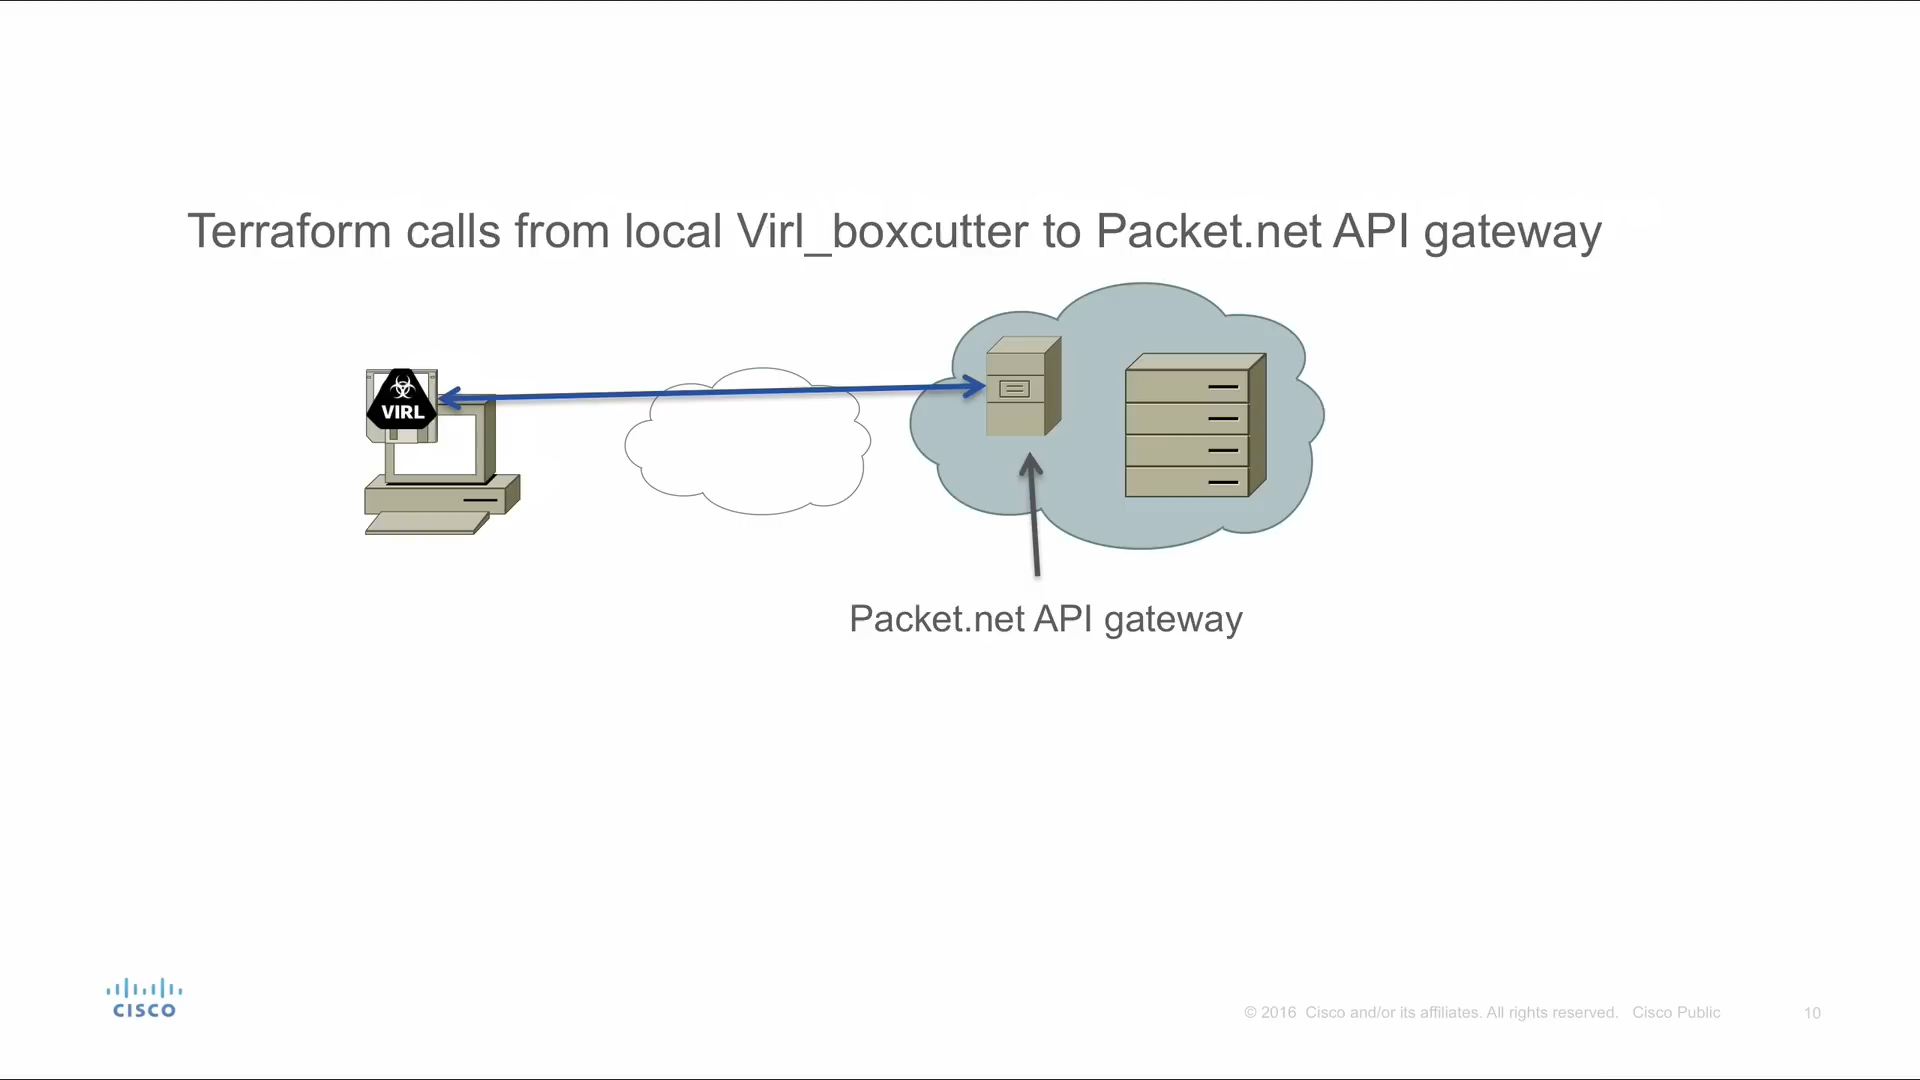 Terraform calls from local Virl_boxcutter to Packet.net API gateway
VIRL
Packet.net API gateway
CISCO
© 2016 Cisco and/or its affiliates. All rights reserved. Cisco Public
10